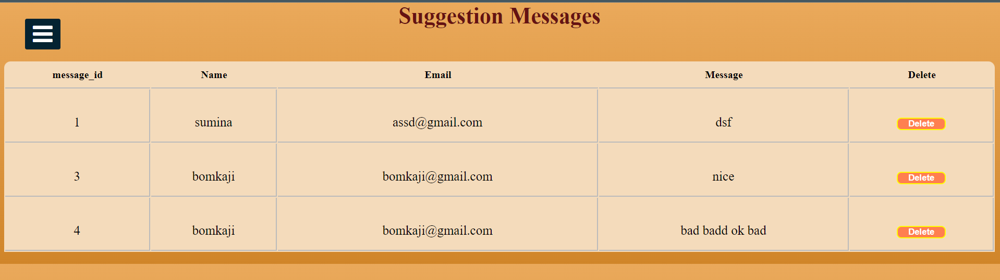 Suggestion Messages
message_id Name Email Message Delete
1 sumina assd@gmail.com dsf Delete
3 bomkaji bomkaji@gmail.com nice Delete
4 bomkaji bomkaji@gmail.com bad badd ok bad Delete